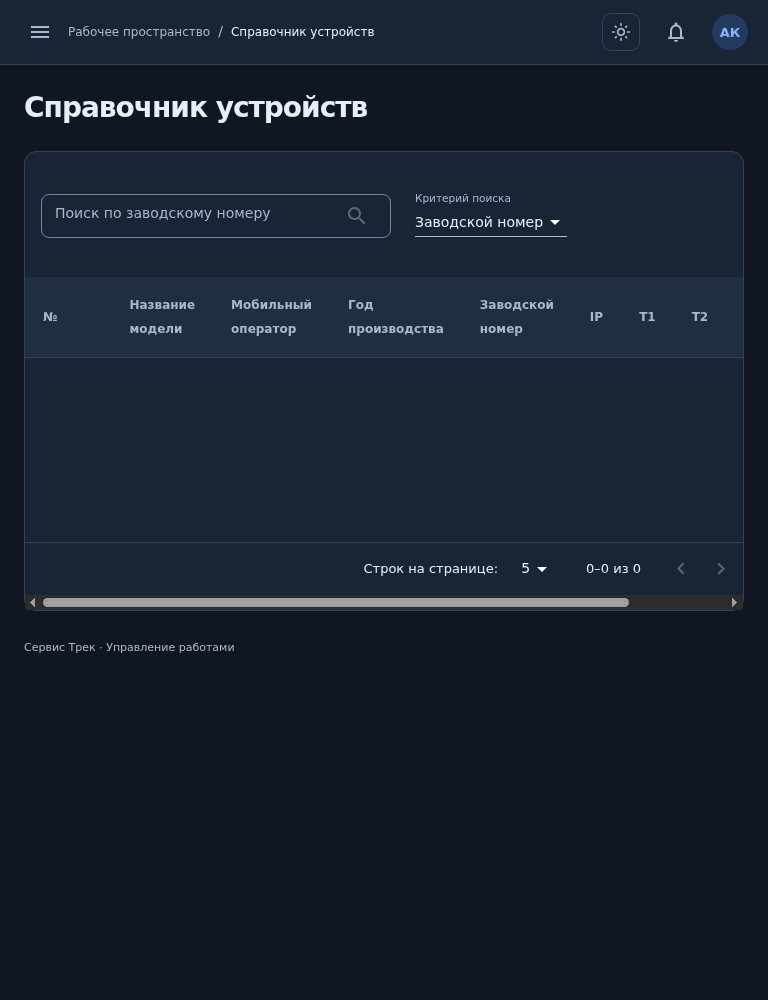 Рабочее пространство / Справочник устройств
АК
Справочник устройств
Поиск по заводскому номеру
Критерий поиска
Заводской номер
№
Название модели
Мобильный оператор
Год производства
Заводской номер
IP
T1
T2
Строк на странице: 5 0–0 из 0
Сервис Трек · Управление работами